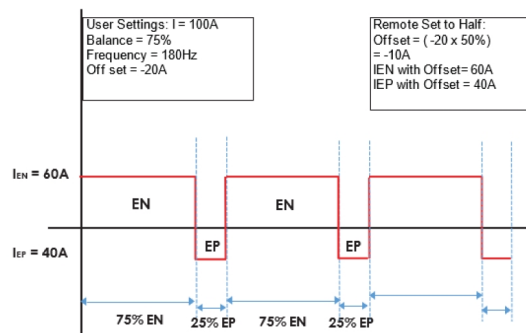 User Settings: I = 100A
Balance = 75%
Frequency = 180Hz
Off set = -20A
Remote Set to Half:
Offset = ( -20 x 50%)
= -10A
IEN with Offset= 60A
IEP with Offset = 40A
IEN = 60A
EN
EN
EP
EP
IEP = 40A
75% EN
25% EP
75% EN
25% EP